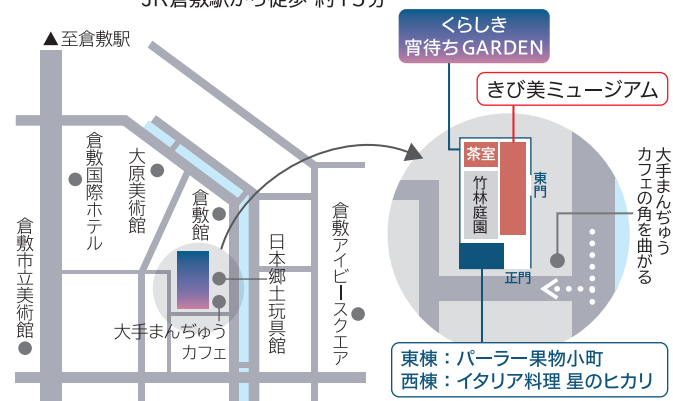 JR倉敷駅から徒歩 約15分
▲至倉敷駅
倉敷国際ホテル
大原美術館
倉敷館
倉敷市立美術館
日本郷土玩具館
倉敷アイビースクエア
大手まんぢゅう
カフェ
くらしき
宵待ちGARDEN
きび美ミュージアム
茶室
竹林庭園
東門
正門
大手まんぢゅう
カフェの角を曲がる
東棟：パーラー果物小町
西棟：イタリア料理 星のヒカリ